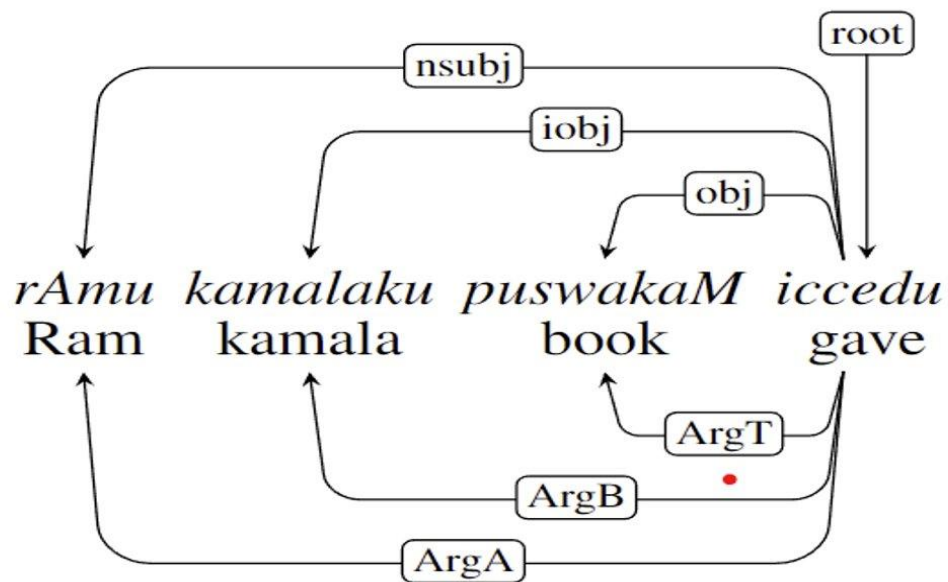 root
nsubj
iobj
obj
rAmu kamalaku puswakaM iccedu
Ram kamala book gave
ArgT
ArgB
ArgA